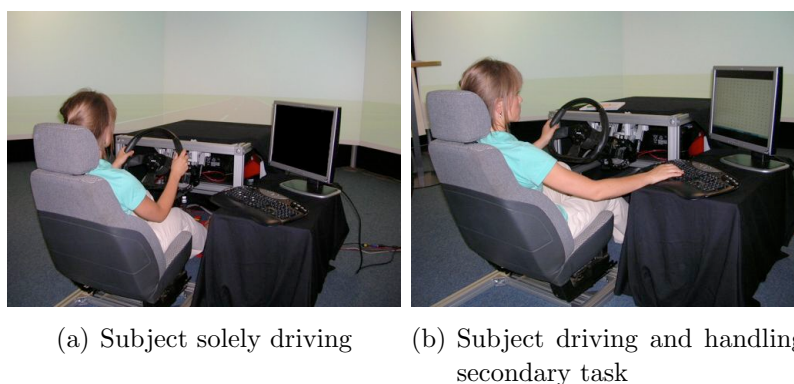 (a) Subject solely driving
(b) Subject driving and handling
secondary task